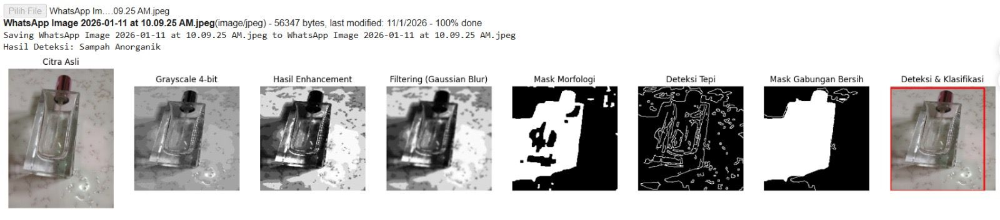 Pilih File WhatsApp Im....09.25 AM.jpeg
WhatsApp Image 2026-01-11 at 10.09.25 AM.jpeg(image/jpeg) - 56347 bytes, last modified: 11/1/2026 - 100% done
Saving WhatsApp Image 2026-01-11 at 10.09.25 AM.jpeg to WhatsApp Image 2026-01-11 at 10.09.25 AM.jpeg
Hasil Deteksi: Sampah Anorganik
Citra Asli
Grayscale 4-bit
Hasil Enhancement
Filtering (Gaussian Blur)
Mask Morfologi
Deteksi Tepi
Mask Gabungan Bersih
Deteksi & Klasifikasi